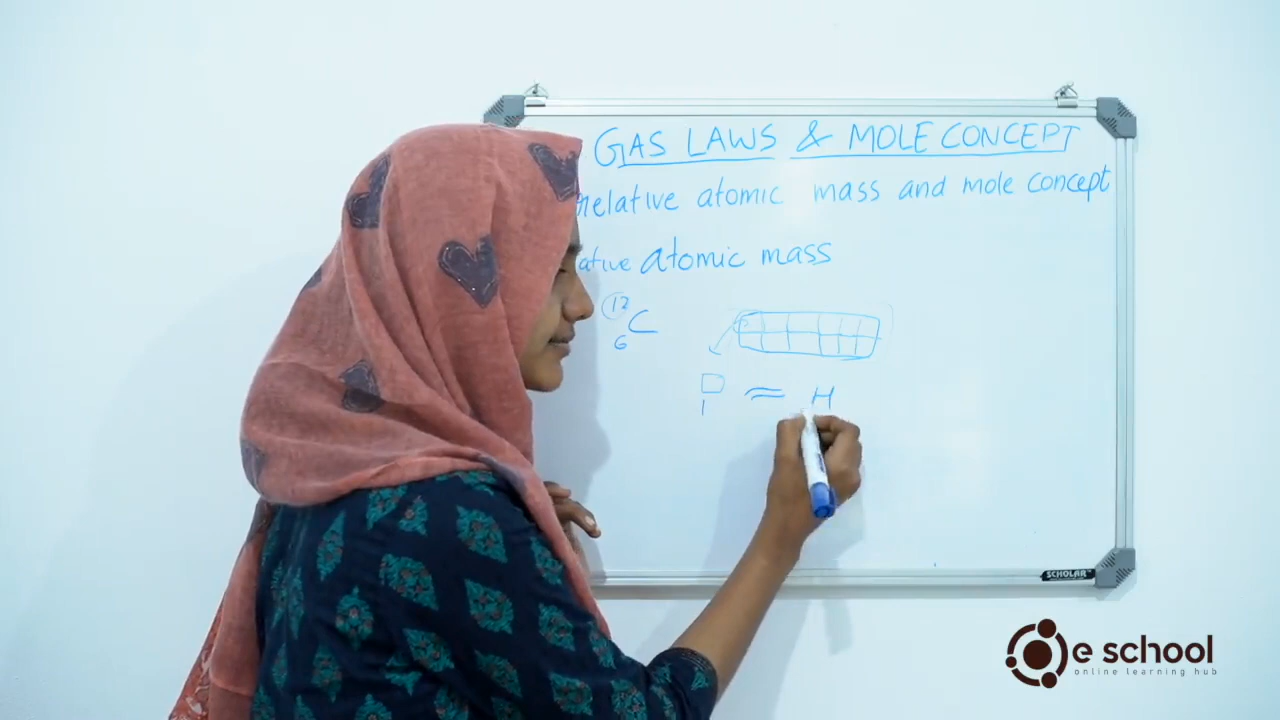 GAS LAWS & MOLE CONCEPT
relative atomic mass and mole concept
ative atomic mass
12
C
6
≈ H
1
SCHOLAR
e school
online learning hub